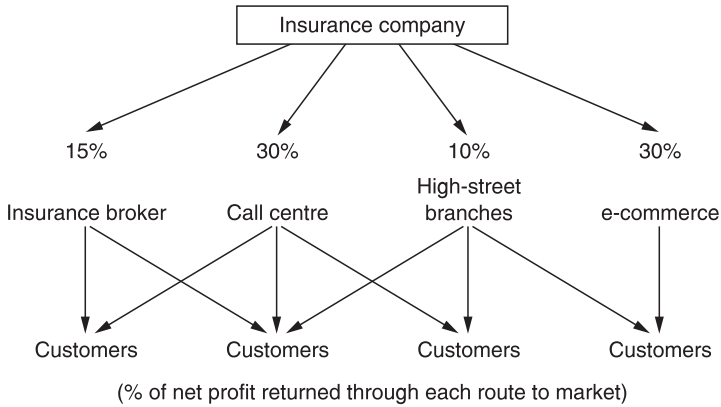 Insurance company
15%
30%
10%
30%
Insurance broker
Call centre
High-street
branches
e-commerce
Customers
Customers
Customers
Customers
(% of net profit returned through each route to market)